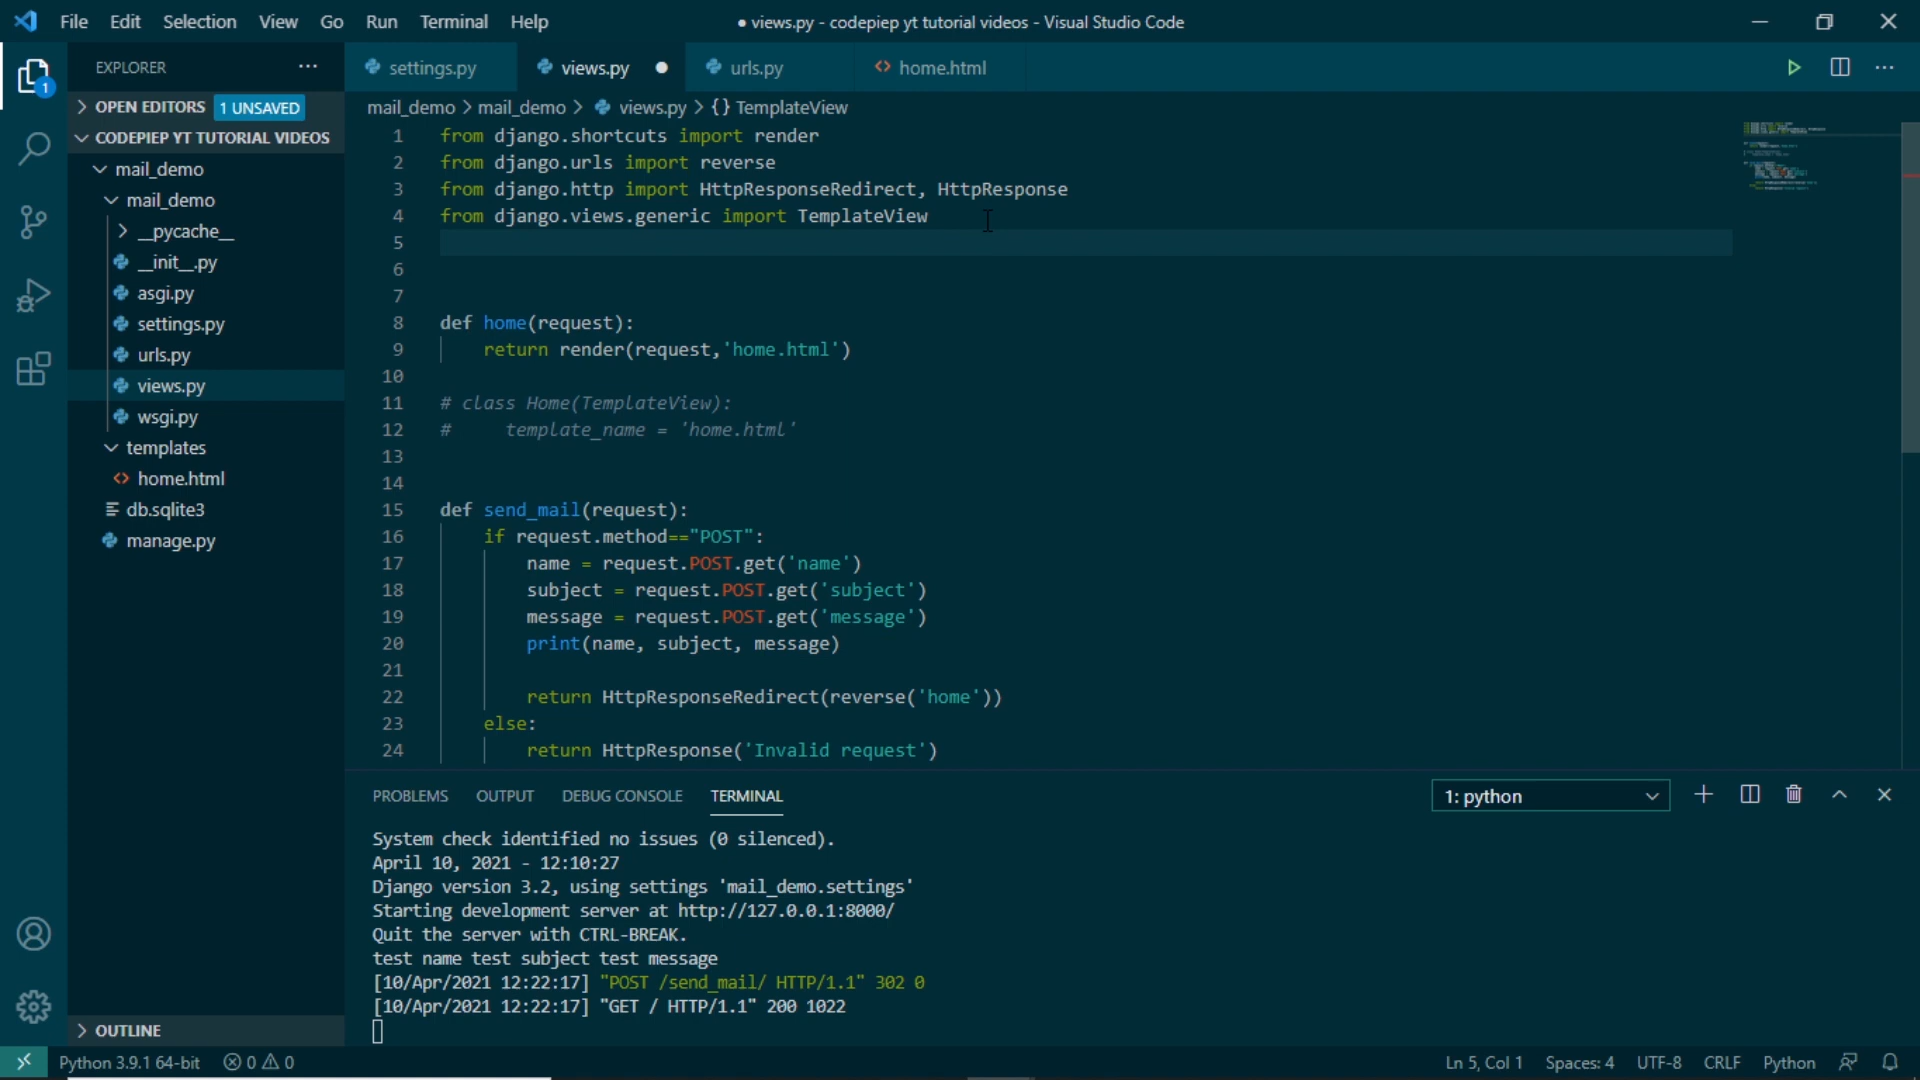 File Edit Selection View Go Run Terminal Help ● views.py - codepiep yt tutorial videos - Visual Studio Code
EXPLORER ...
settings.py views.py ● urls.py home.html
1
OPEN EDITORS 1 UNSAVED
CODEPIEP YT TUTORIAL VIDEOS
mail_demo
mail_demo
__pycache__
__init__.py
asgi.py
settings.py
urls.py
views.py
wsgi.py
templates
home.html
db.sqlite3
manage.py
OUTLINE
mail_demo > mail_demo > views.py > {} TemplateView
1 from django.shortcuts import render
2 from django.urls import reverse
3 from django.http import HttpResponseRedirect, HttpResponse
4 from django.views.generic import TemplateView
5
6
7
8 def home(request):
9     return render(request,'home.html')
10
11 # class Home(TemplateView):
12 #     template_name = 'home.html'
13
14
15 def send_mail(request):
16     if request.method=="POST":
17         name = request.POST.get('name')
18         subject = request.POST.get('subject')
19         message = request.POST.get('message')
20         print(name, subject, message)
21
22         return HttpResponseRedirect(reverse('home'))
23     else:
24         return HttpResponse('Invalid request')
PROBLEMS OUTPUT DEBUG CONSOLE TERMINAL 1: python
System check identified no issues (0 silenced).
April 10, 2021 - 12:10:27
Django version 3.2, using settings 'mail_demo.settings'
Starting development server at http://127.0.0.1:8000/
Quit the server with CTRL-BREAK.
test name test subject test message
[10/Apr/2021 12:22:17] "POST /send_mail/ HTTP/1.1" 302 0
[10/Apr/2021 12:22:17] "GET / HTTP/1.1" 200 1022
Python 3.9.1 64-bit 0 0 Ln 5, Col 1 Spaces: 4 UTF-8 CRLF Python